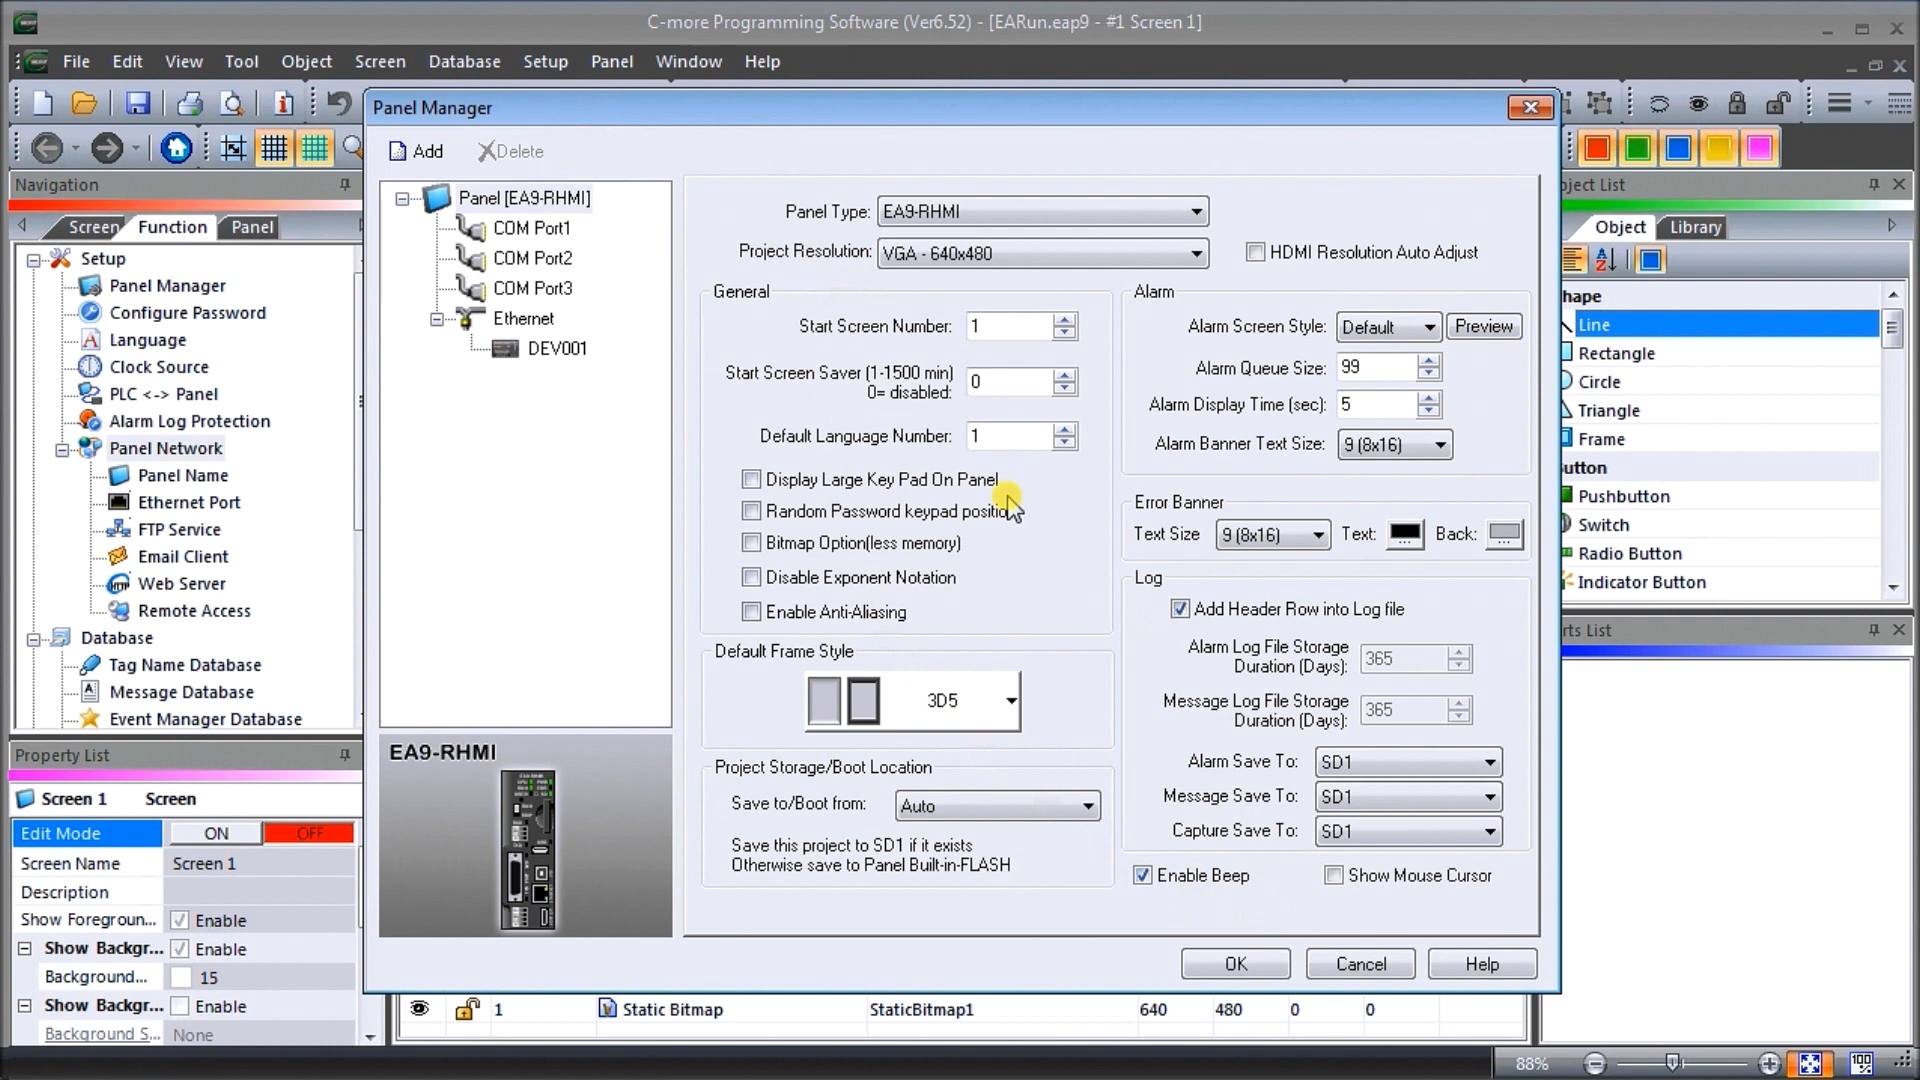 C-more Programming Software (Ver6.52) - [EARun.eap9 - #1 Screen 1]
File Edit View Tool Object Screen Database Setup Panel Window Help
Panel Manager
Add Delete
Navigation
Screen Function Panel
Setup
Panel Manager
Configure Password
Language
Clock Source
PLC <-> Panel
Alarm Log Protection
Panel Network
Panel Name
Ethernet Port
FTP Service
Email Client
Web Server
Remote Access
Database
Tag Name Database
Message Database
Event Manager Database
Property List
Screen 1 Screen
Edit Mode ON OFF
Screen Name Screen 1
Description
Show Foregroun... Enable
Show Backgr... Enable
Background... 15
Show Backgr... Enable
Background S... None
Panel [EA9-RHMI]
COM Port1
COM Port2
COM Port3
Ethernet
DEV001
EA9-RHMI
Panel Type: EA9-RHMI
Project Resolution: VGA - 640x480
HDMI Resolution Auto Adjust
General
Start Screen Number: 1
Start Screen Saver (1-1500 min)
0= disabled: 0
Default Language Number: 1
Display Large Key Pad On Panel
Random Password keypad positio
Bitmap Option(less memory)
Disable Exponent Notation
Enable Anti-Aliasing
Default Frame Style
3D5
Project Storage/Boot Location
Save to/Boot from: Auto
Save this project to SD1 if it exists
Otherwise save to Panel Built-in-FLASH
Alarm
Alarm Screen Style: Default Preview
Alarm Queue Size: 99
Alarm Display Time (sec): 5
Alarm Banner Text Size: 9 (8x16)
Error Banner
Text Size 9 (8x16) Text: ... Back: ...
Log
Add Header Row into Log file
Alarm Log File Storage
Duration (Days): 365
Message Log File Storage
Duration (Days): 365
Alarm Save To: SD1
Message Save To: SD1
Capture Save To: SD1
Enable Beep Show Mouse Cursor
OK Cancel Help
1 Static Bitmap StaticBitmap1 640 480 0 0
ject List
Object Library
hape
Line
Rectangle
Circle
Triangle
Frame
utton
Pushbutton
Switch
Radio Button
Indicator Button
rts List
88%
100